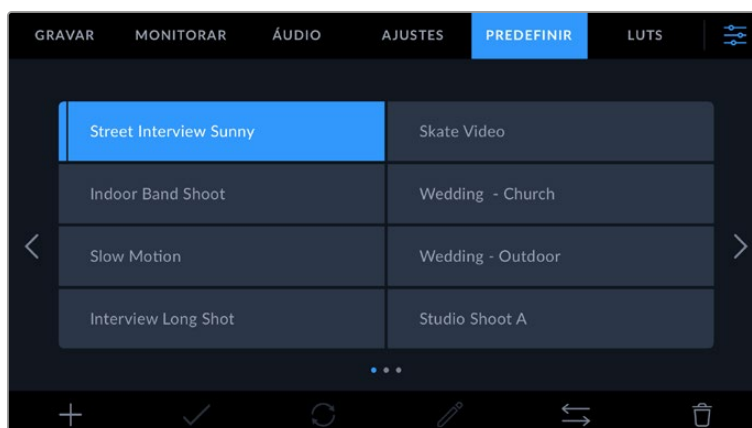 GRAVAR MONITORAR ÁUDIO AJUSTES PREDEFINIR LUTS
Street Interview Sunny Skate Video
Indoor Band Shoot Wedding - Church
Slow Motion Wedding - Outdoor
Interview Long Shot Studio Shoot A